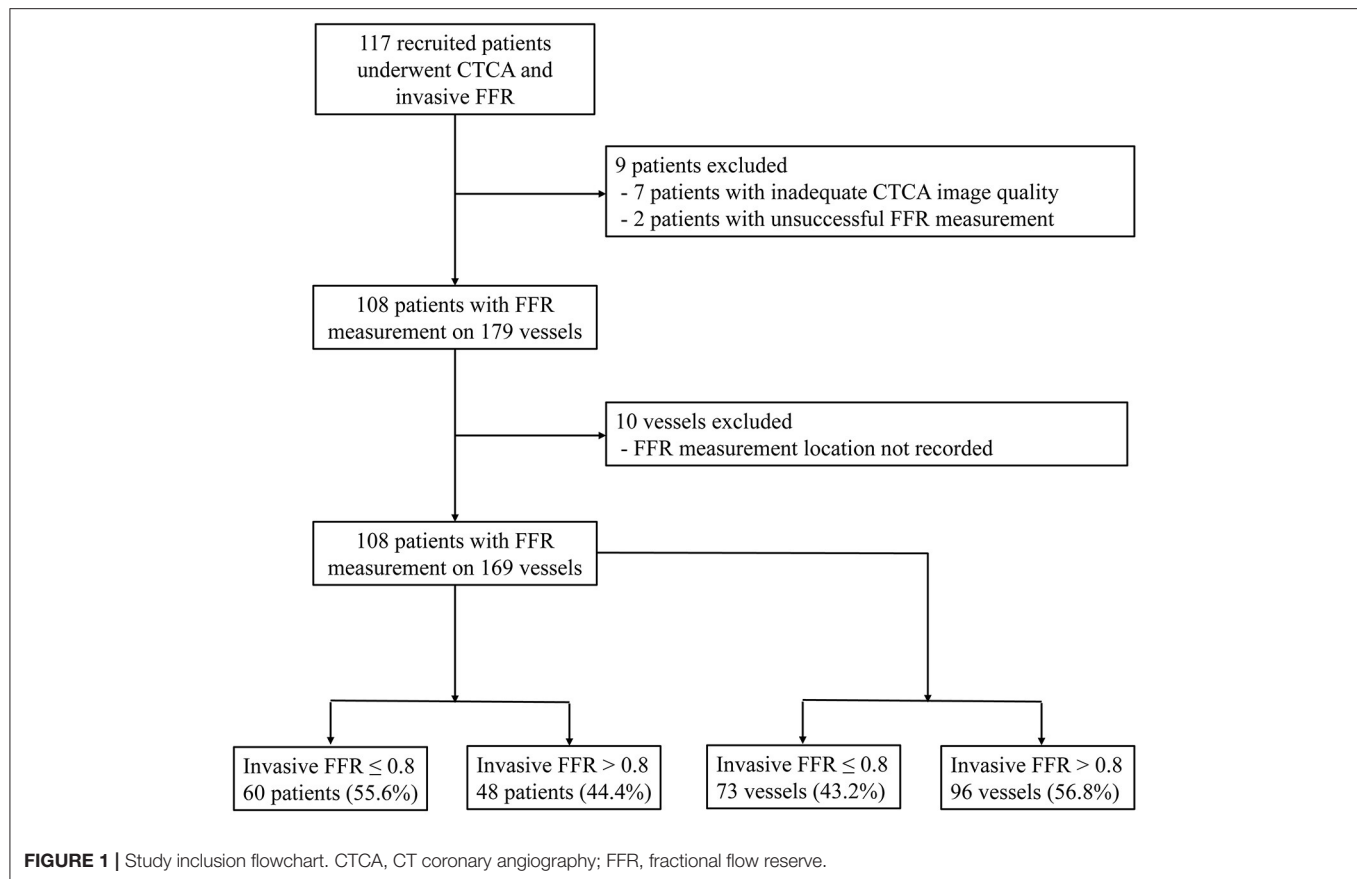 117 recruited patients
underwent CTCA and
invasive FFR
9 patients excluded
- 7 patients with inadequate CTCA image quality
- 2 patients with unsuccessful FFR measurement
108 patients with FFR
measurement on 179 vessels
10 vessels excluded
- FFR measurement location not recorded
108 patients with FFR
measurement on 169 vessels
Invasive FFR ≤ 0.8
60 patients (55.6%)
Invasive FFR > 0.8
48 patients (44.4%)
Invasive FFR ≤ 0.8
73 vessels (43.2%)
Invasive FFR > 0.8
96 vessels (56.8%)
FIGURE 1 | Study inclusion flowchart. CTCA, CT coronary angiography; FFR, fractional flow reserve.